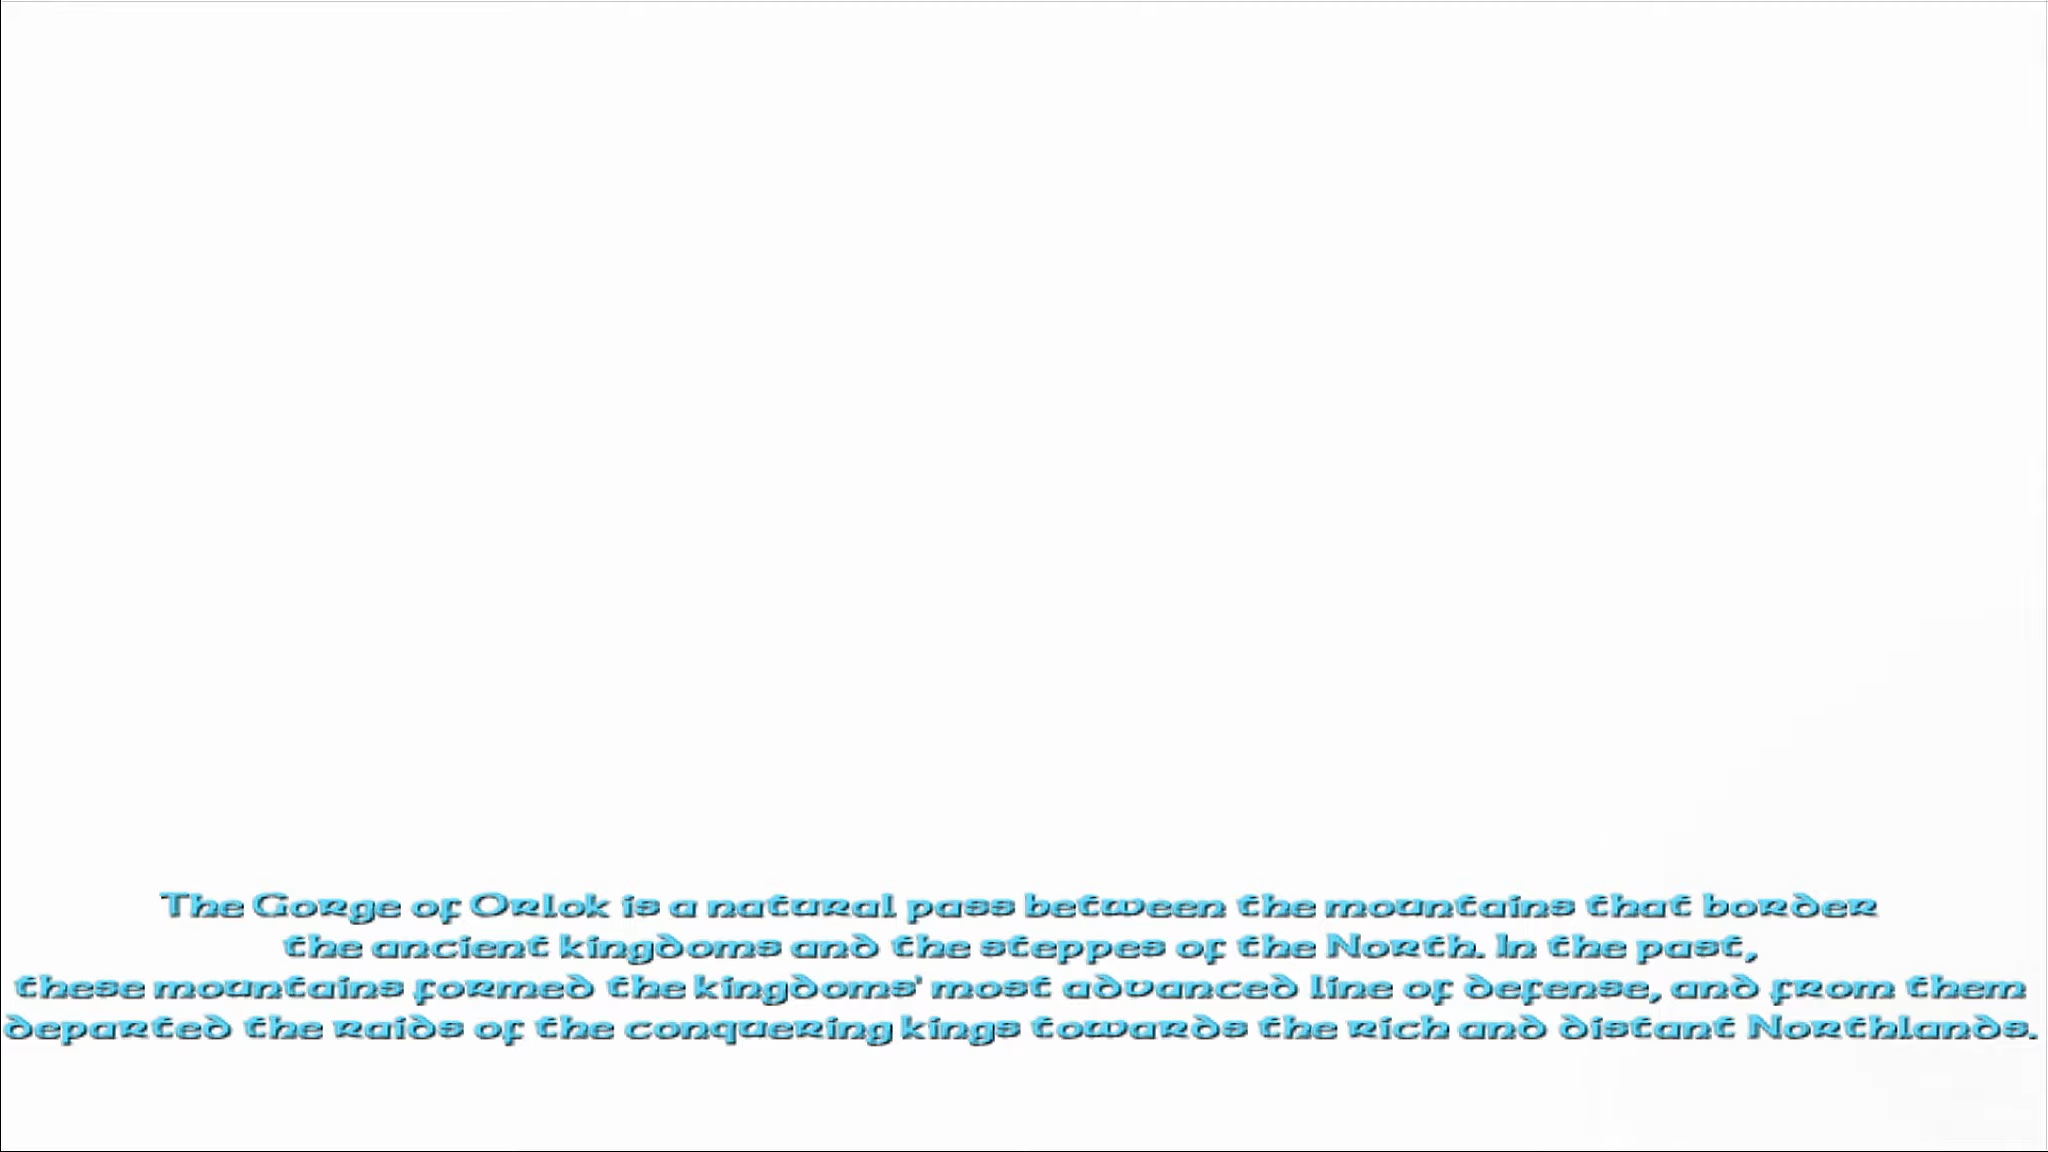 The Gorge of Orlok is a natural pass between the mountains that border
the ancient kingdoms and the steppes of the North. In the past,
these mountains formed the kingdoms' most advanced line of defense, and from them
departed the raids of the conquering kings towards the rich and distant Northlands.